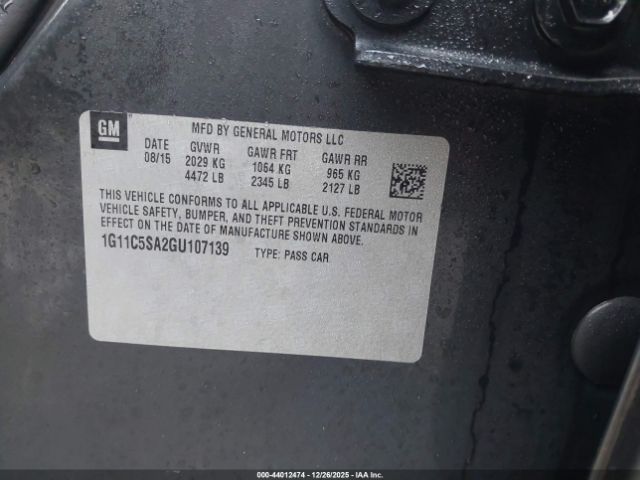 GM
MFD BY GENERAL MOTORS LLC
DATE GVWR GAWR FRT GAWR RR
08/15 2029 KG 1064 KG 965 KG
4472 LB 2345 LB 2127 LB
THIS VEHICLE CONFORMS TO ALL APPLICABLE U.S. FEDERAL MOTOR
VEHICLE SAFETY, BUMPER, AND THEFT PREVENTION STANDARDS IN
EFFECT ON THE DATE OF MANUFACTURE SHOWN ABOVE.
1G11C5SA2GU107139 TYPE: PASS CAR
000-44012474 | 12/26/2025 - IAA Inc.